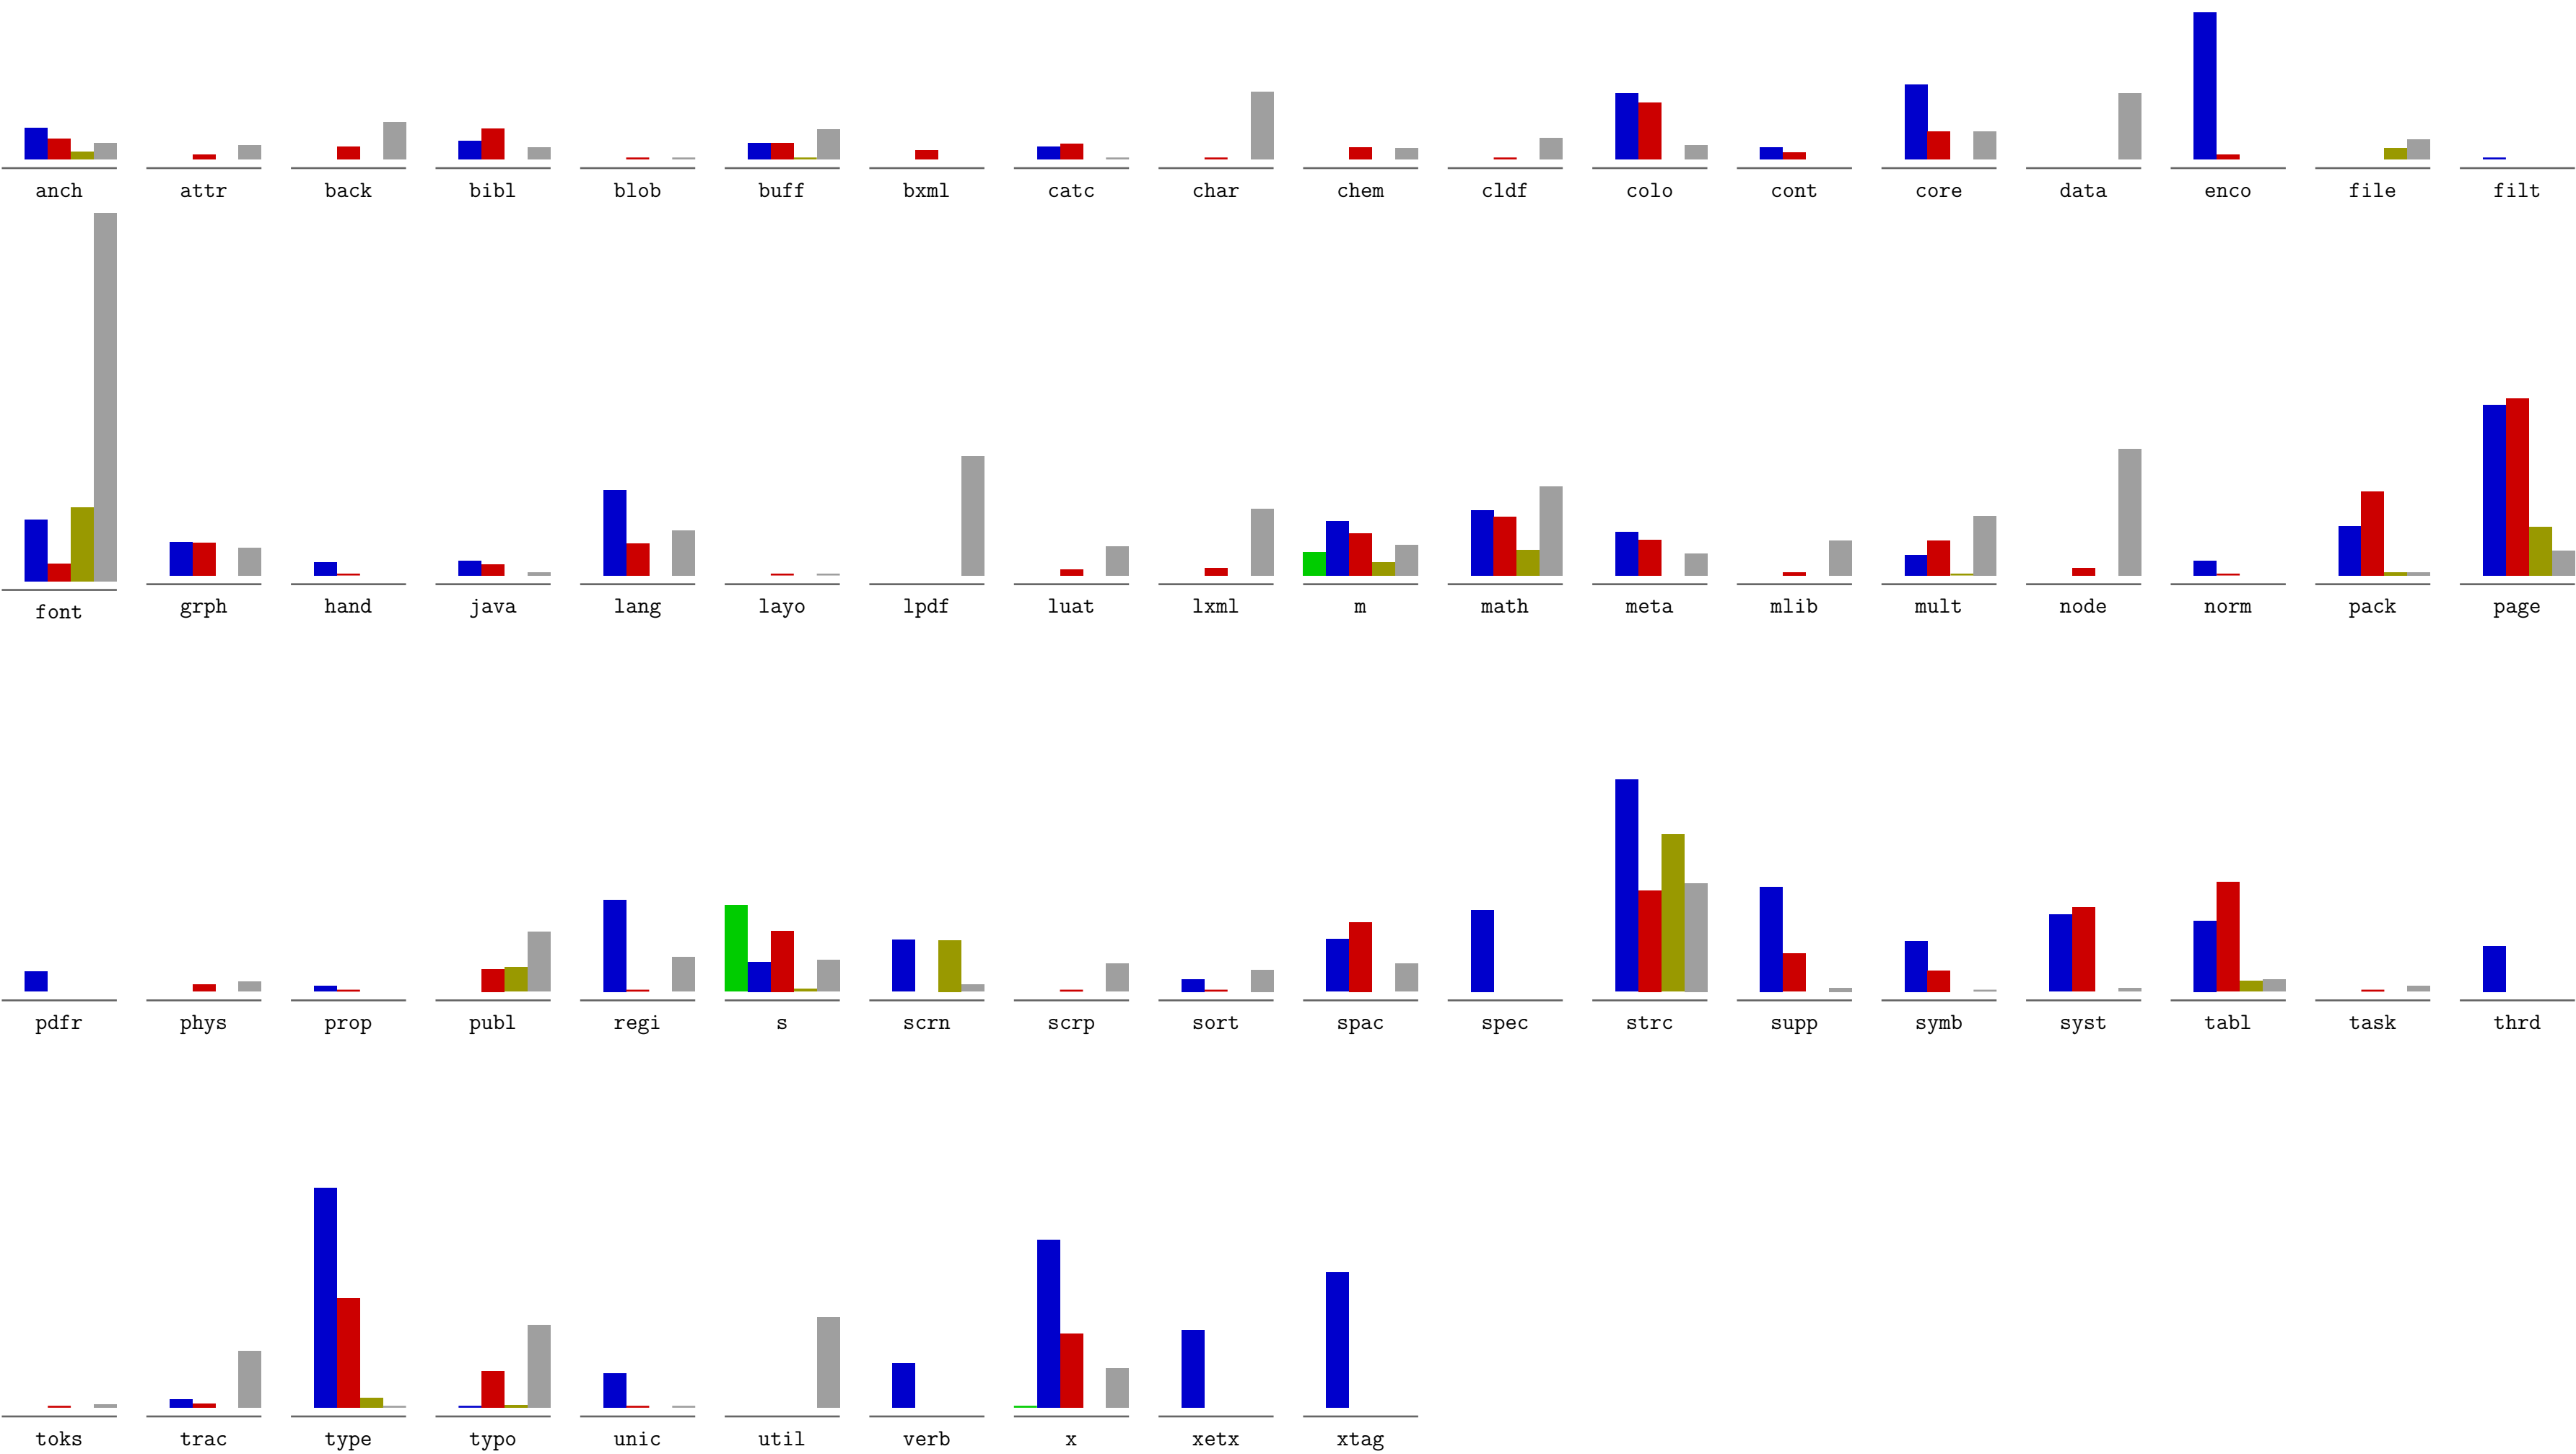 anch attr back bibl blob buff bxml catc char chem cldf colo cont core data enco file filt
font grph hand java lang layo lpdf luat lxml m math meta mlib mult node norm pack page
pdfr phys prop publ regi s scrn scrp sort spac spec strc supp symb syst tabl task thrd
toks trac type typo unic util verb x xetx xtag